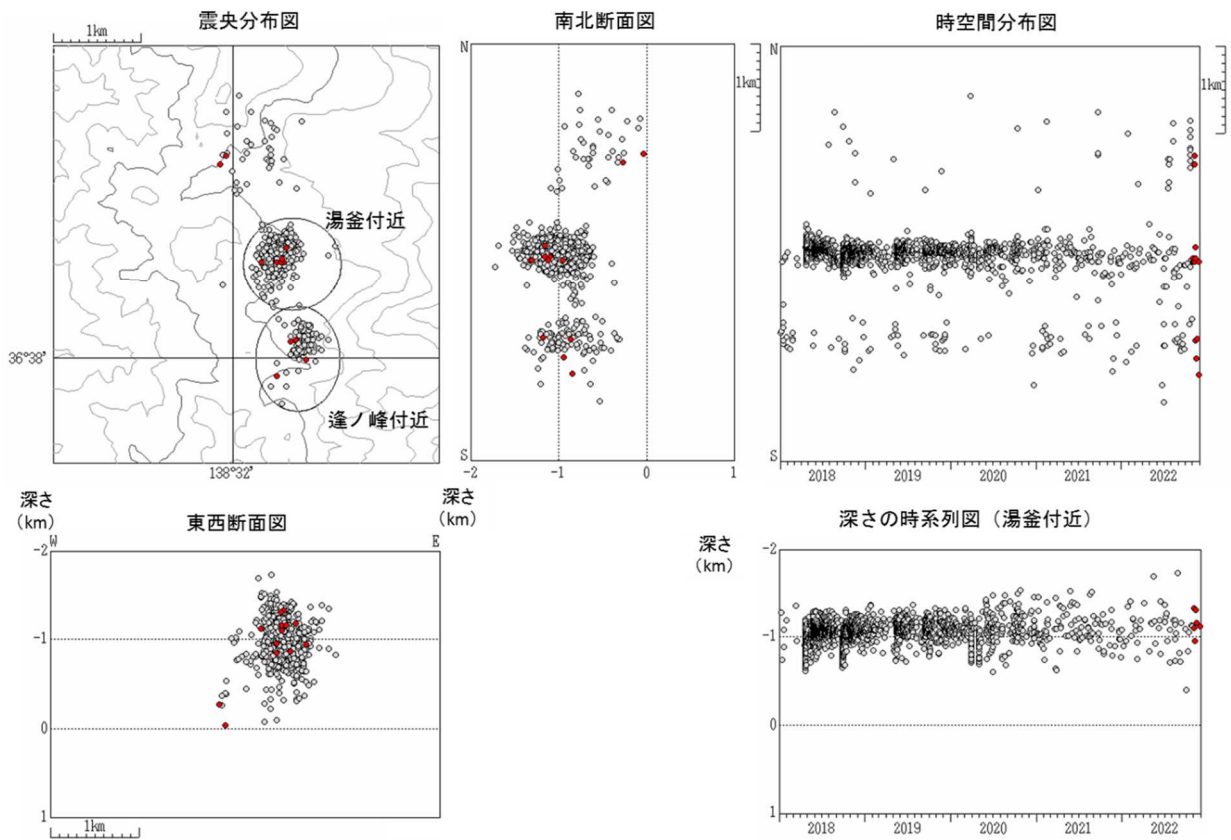 震央分布図
1km
湯釜付近
36°38′
逢ノ峰付近
138°32′
南北断面図
N
S
-2
-1
0
1
1km
深さ
(km)
時空間分布図
N
S
1km
2018
2019
2020
2021
2022
深さ
(km)
東西断面図
W
E
-2
-1
0
1
1km
深さの時系列図(湯釜付近)
深さ
(km)
-2
-1
0
1
2018
2019
2020
2021
2022